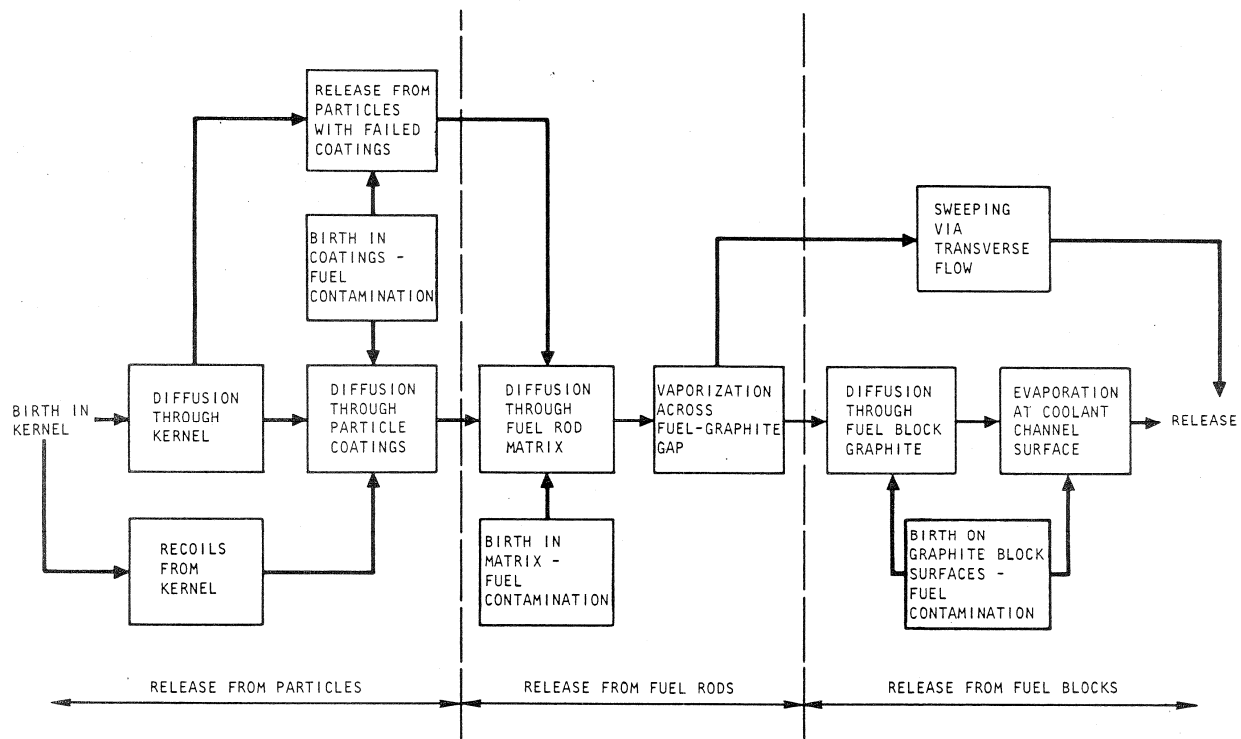 RELEASE FROM
PARTICLES
WITH FAILED
COATINGS
BIRTH IN
COATINGS -
FUEL
CONTAMINATION
SWEEPING
VIA
TRANSVERSE
FLOW
BIRTH IN
KERNEL
DIFFUSION
THROUGH
KERNEL
DIFFUSION
THROUGH
PARTICLE
COATINGS
DIFFUSION
THROUGH
FUEL ROD
MATRIX
VAPORIZATION
ACROSS
FUEL-GRAPHITE
GAP
DIFFUSION
THROUGH
FUEL BLOCK
GRAPHITE
EVAPORATION
AT COOLANT
CHANNEL
SURFACE
RELEASE
RECOILS
FROM
KERNEL
BIRTH IN
MATRIX -
FUEL
CONTAMINATION
BIRTH ON
GRAPHITE BLOCK
SURFACES -
FUEL
CONTAMINATION
RELEASE FROM PARTICLES
RELEASE FROM FUEL RODS
RELEASE FROM FUEL BLOCKS